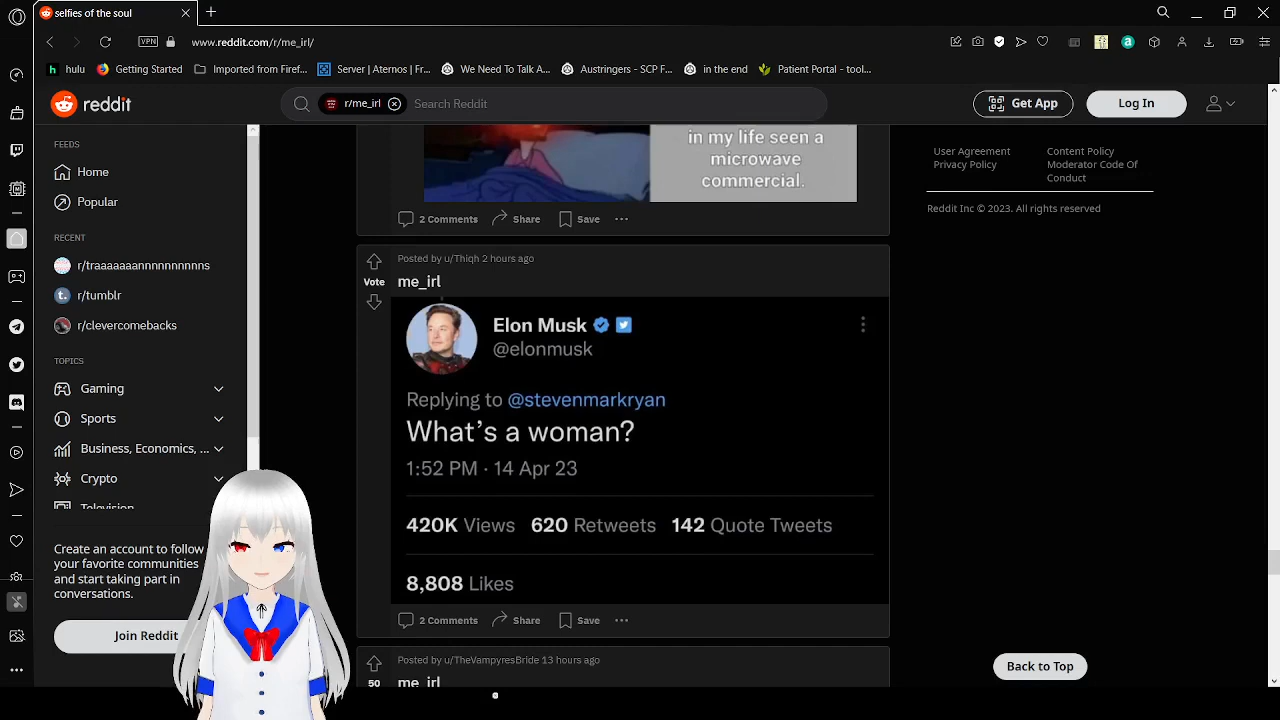 selfies of the soul
VPN
www.reddit.com/r/me_irl/
hulu
Getting Started
Imported from Firef...
Server | Aternos | Fr...
We Need To Talk A...
Austringers - SCP F...
in the end
Patient Portal - tool...
reddit
r/me_irl
Search Reddit
Get App
Log In
FEEDS
Home
Popular
RECENT
r/traaaaaaannnnnnnnns
r/tumblr
r/clevercomebacks
TOPICS
Gaming
Sports
Business, Economics, ...
Crypto
Television
Create an account to follow
your favorite communities
and start taking part in
conversations.
Join Reddit
in my life seen a
microwave
commercial.
2 Comments
Share
Save
Posted by u/Thiqh 2 hours ago
Vote
me_irl
Elon Musk
@elonmusk
Replying to @stevenmarkryan
What's a woman?
1:52 PM · 14 Apr 23
420K Views 620 Retweets 142 Quote Tweets
8,808 Likes
2 Comments
Share
Save
Posted by u/TheVampyresBride 13 hours ago
50
me_irl
User Agreement
Privacy Policy
Content Policy
Moderator Code Of
Conduct
Reddit Inc © 2023. All rights reserved
Back to Top